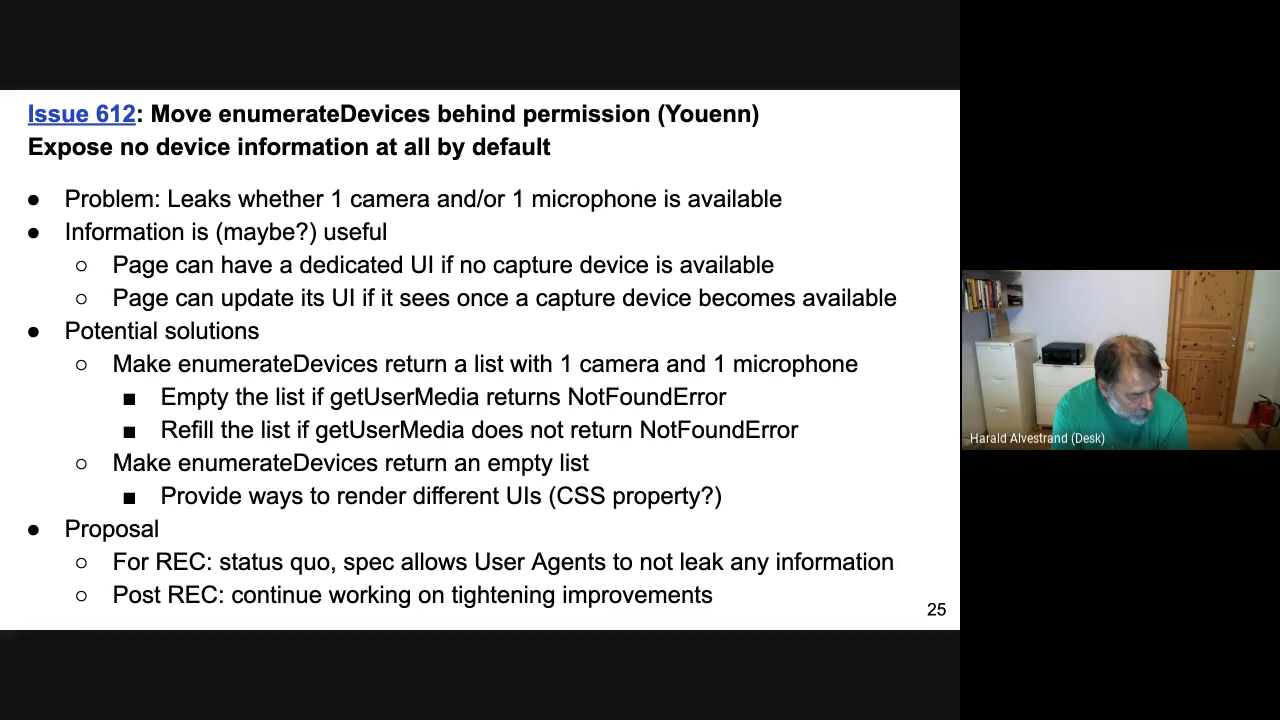 Issue 612: Move enumerateDevices behind permission (Youenn)
Expose no device information at all by default
● Problem: Leaks whether 1 camera and/or 1 microphone is available
● Information is (maybe?) useful
○ Page can have a dedicated UI if no capture device is available
○ Page can update its UI if it sees once a capture device becomes available
● Potential solutions
○ Make enumerateDevices return a list with 1 camera and 1 microphone
■ Empty the list if getUserMedia returns NotFoundError
■ Refill the list if getUserMedia does not return NotFoundError
○ Make enumerateDevices return an empty list
■ Provide ways to render different UIs (CSS property?)
● Proposal
○ For REC: status quo, spec allows User Agents to not leak any information
○ Post REC: continue working on tightening improvements
25
Harald Alvestrand (Desk)